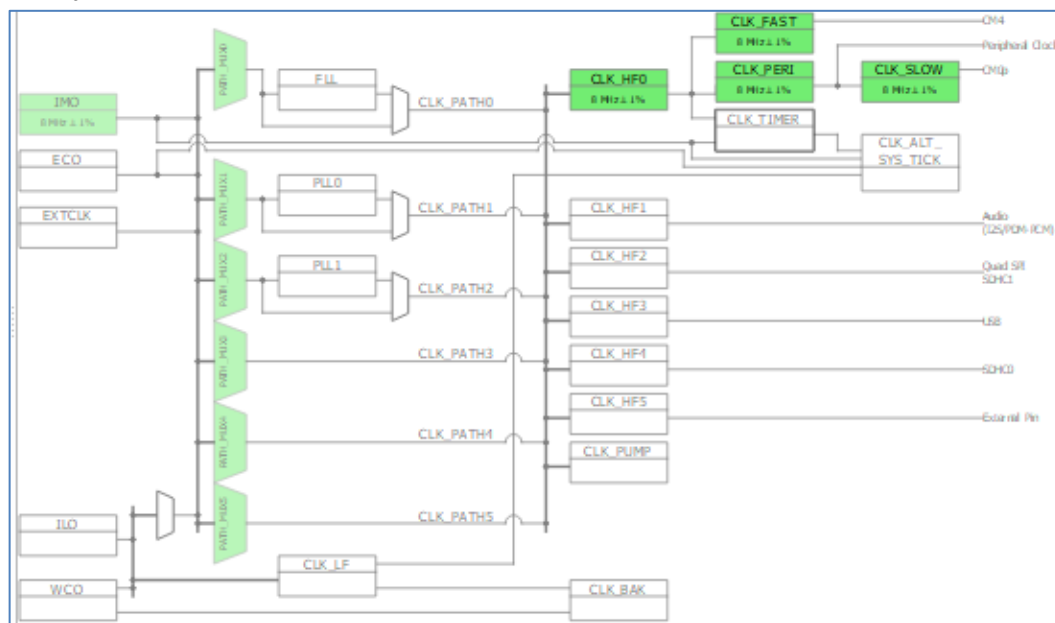 CLK_FAST
8 MHz ± 1%
CM4
Peripheral Clock
PATH_MUX0
FLL
CLK_HF0
8 MHz ± 1%
CLK_PERI
8 MHz ± 1%
CLK_SLOW
8 MHz ± 1%
CM0p
IMO
8 MHz ± 1%
CLK_PATH0
CLK_TIMER
CLK_ALT_
SYS_TICK
ECO
PATH_MUX1
PLL0
EXTCLK
CLK_PATH1
CLK_HF1
Audio
(I2S/PDM-PCM)
PATH_MUX2
PLL1
CLK_HF2
Quad SPI
SDHC1
CLK_PATH2
CLK_HF3
USB
PATH_MUX3
CLK_PATH3
CLK_HF4
SDHC0
CLK_HF5
External Pin
PATH_MUX4
CLK_PATH4
CLK_PUMP
PATH_MUX5
ILO
CLK_PATH5
CLK_LF
WCO
CLK_BAK